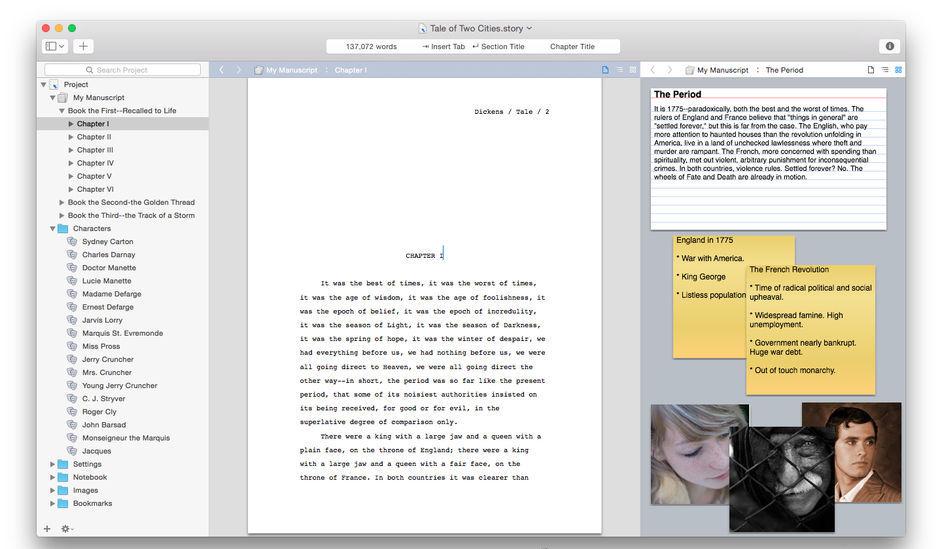 Tale of Two Cities.story
137,072 words
Insert Tab
Section Title
Chapter Title
Search Project
Project
My Manuscript
Book the First--Recalled to Life
Chapter I
Chapter II
Chapter III
Chapter IV
Chapter V
Chapter VI
Book the Second-the Golden Thread
Book the Third--the Track of a Storm
Characters
Sydney Carton
Charles Darnay
Doctor Manette
Lucie Manette
Madame Defarge
Ernest Defarge
Jarvis Lorry
Marquis St. Evremonde
Miss Pross
Jerry Cruncher
Mrs. Cruncher
Young Jerry Cruncher
C. J. Stryver
Roger Cly
John Barsad
Monseigneur the Marquis
Jacques
Settings
Notebook
Images
Bookmarks
My Manuscript : Chapter I
Dickens / Tale / 2
CHAPTER I
It was the best of times, it was the worst of times,
it was the age of wisdom, it was the age of foolishness, it
was the epoch of belief, it was the epoch of incredulity,
it was the season of Light, it was the season of Darkness,
it was the spring of hope, it was the winter of despair, we
had everything before us, we had nothing before us, we were
all going direct to Heaven, we were all going direct the
other way--in short, the period was so far like the present
period, that some of its noisiest authorities insisted on
its being received, for good or for evil, in the
superlative degree of comparison only.
There were a king with a large jaw and a queen with a
plain face, on the throne of England; there were a king
with a large jaw and a queen with a fair face, on the
throne of France. In both countries it was clearer than
My Manuscript : The Period
The Period
It is 1775--paradoxically, both the best and the worst of times. The
rulers of England and France believe that "things in general" are
"settled forever," but this is far from the case. The English, who pay
more attention to haunted houses than the revolution unfolding in
America, live in a land of unchecked lawlessness where theft and
murder are rampant. The French, more concerned with spending than
spirituality, met out violent, arbitrary punishment for inconsequential
crimes. In both countries, violence rules. Settled forever? No. The
wheels of Fate and Death are already in motion.
England in 1775
* War with America.
* King George
* Listless population
The French Revolution
* Time of radical political and social
upheaval.
* Widespread famine. High
unemployment.
* Government nearly bankrupt.
Huge war debt.
* Out of touch monarchy.